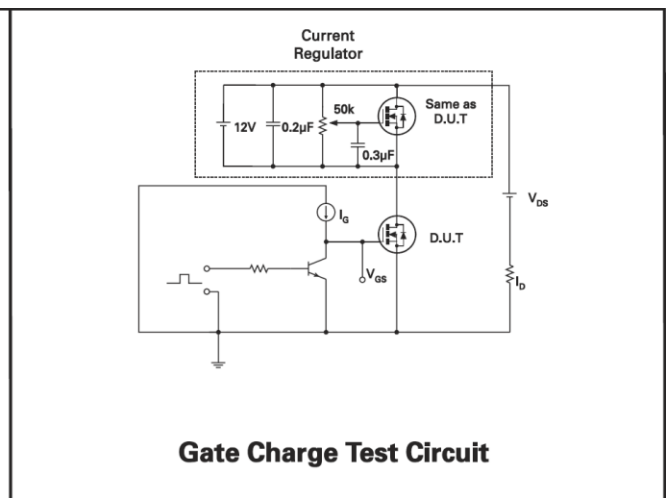 Current
Regulator
12V
0.2µF
50k
0.3µF
Same as
D.U.T
V_DS
I_G
D.U.T
V_GS
I_D
Gate Charge Test Circuit